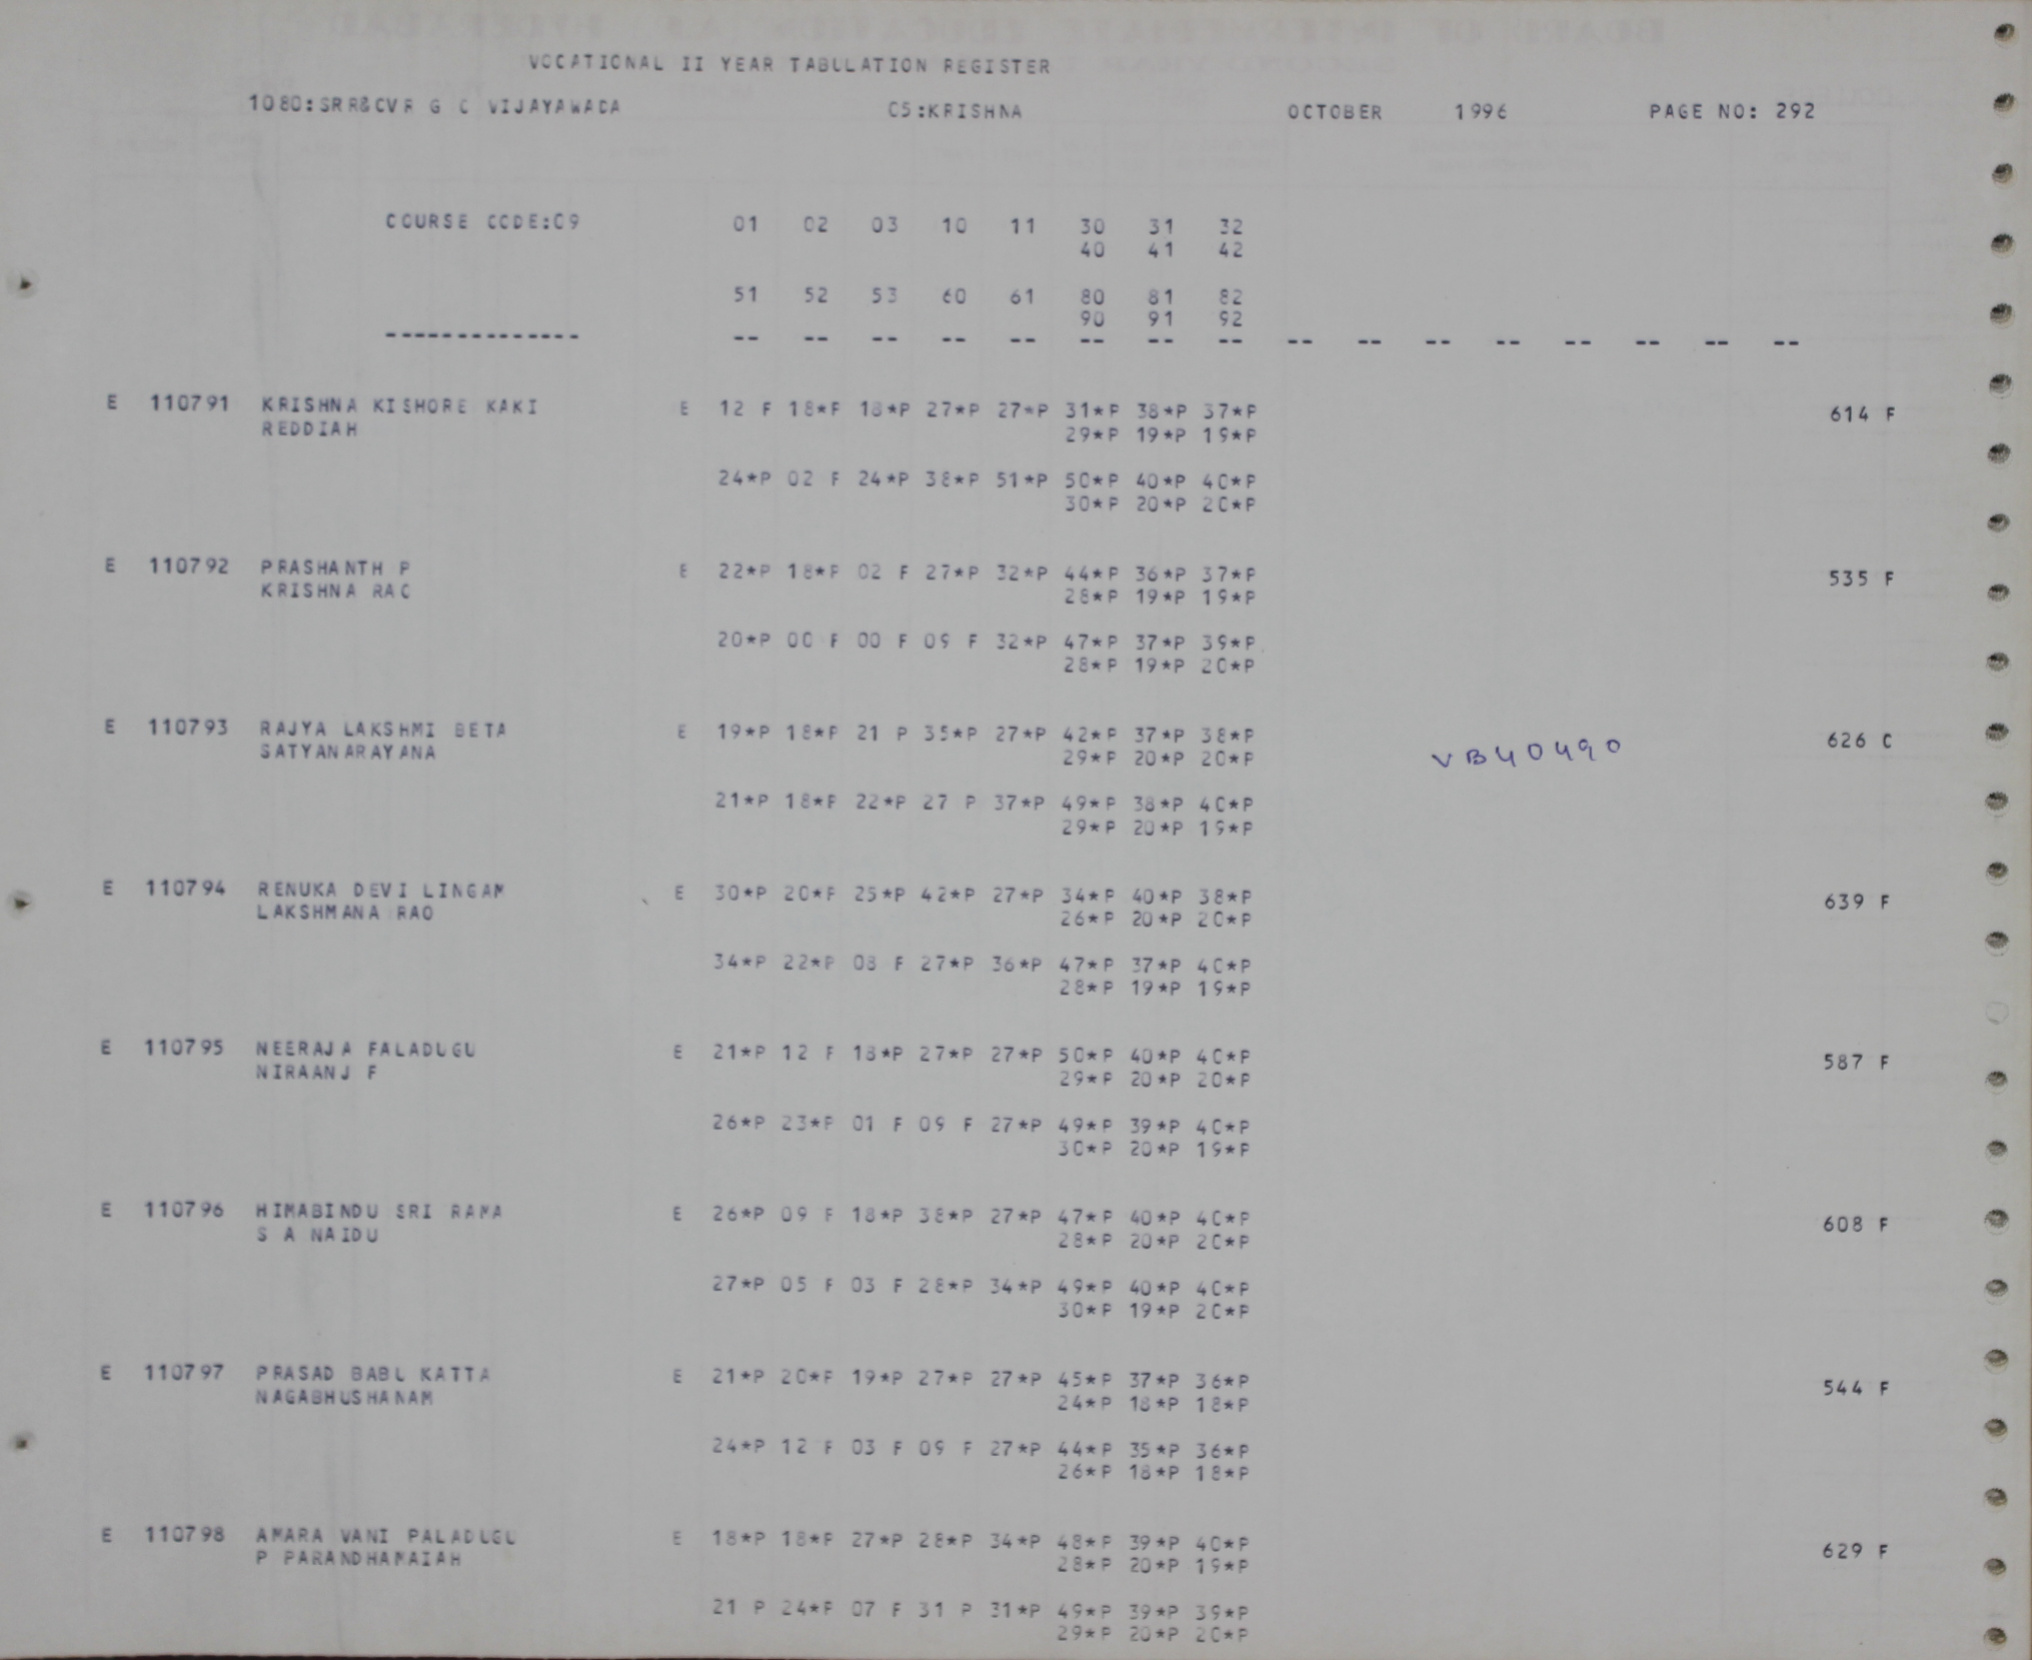 VOCATIONAL II YEAR TABULATION REGISTER
1080:SRR&CVR G C VIJAYAWADA C5:KRISHNA OCTOBER 1996 PAGE NO: 292
COURSE CODE:09 01 02 03 10 11 30 31 32
40 41 42
51 52 53 60 61 80 81 82
90 91 92
-------------- -- -- -- -- -- -- -- -- -- -- -- -- -- -- -- --
E 110791 KRISHNA KISHORE KAKI E 12 F 18*P 18*P 27*P 27*P 31*P 38*P 37*P 614 F
REDDIAH 29*P 19*P 19*P
24*P 02 F 24*P 38*P 51*P 50*P 40*P 40*P
30*P 20*P 20*P
E 110792 PRASHANTH P E 22*P 18*P 02 F 27*P 32*P 44*P 36*P 37*P 535 F
KRISHNA RAO 28*P 19*P 19*P
20*P 00 F 00 F 09 F 32*P 47*P 37*P 39*P
28*P 19*P 20*P
E 110793 RAJYA LAKSHMI BETA E 19*P 18*P 21 P 35*P 27*P 42*P 37*P 38*P VB40490 626 C
SATYANARAYANA 29*P 20*P 20*P
21*P 18*P 22*P 27 P 37*P 49*P 38*P 40*P
29*P 20*P 19*P
E 110794 RENUKA DEVI LINGAM E 30*P 20*P 25*P 42*P 27*P 34*P 40*P 38*P 639 F
LAKSHMANA RAO 26*P 20*P 20*P
34*P 22*P 08 F 27*P 36*P 47*P 37*P 40*P
28*P 19*P 19*P
E 110795 NEERAJA PALADUGU E 21*P 12 F 18*P 27*P 27*P 50*P 40*P 40*P 587 F
NIRAANJ P 29*P 20*P 20*P
26*P 23*P 01 F 09 F 27*P 49*P 39*P 40*P
30*P 20*P 19*P
E 110796 HIMABINDU SRI RAMA E 26*P 09 F 18*P 38*P 27*P 47*P 40*P 40*P 608 F
S A NAIDU 28*P 20*P 20*P
27*P 05 F 03 F 28*P 34*P 49*P 40*P 40*P
30*P 19*P 20*P
E 110797 PRASAD BABU KATTA E 21*P 20*P 19*P 27*P 27*P 45*P 37*P 36*P 544 F
NAGABHUSHANAM 24*P 18*P 18*P
24*P 12 F 03 F 09 F 27*P 44*P 35*P 36*P
26*P 18*P 18*P
E 110798 AMARA VANI PALADUGU E 18*P 18*P 27*P 28*P 34*P 48*P 39*P 40*P 629 F
P PARANDHAMAIAH 28*P 20*P 19*P
21 P 24*P 07 F 31 P 31*P 49*P 39*P 39*P
29*P 20*P 20*P